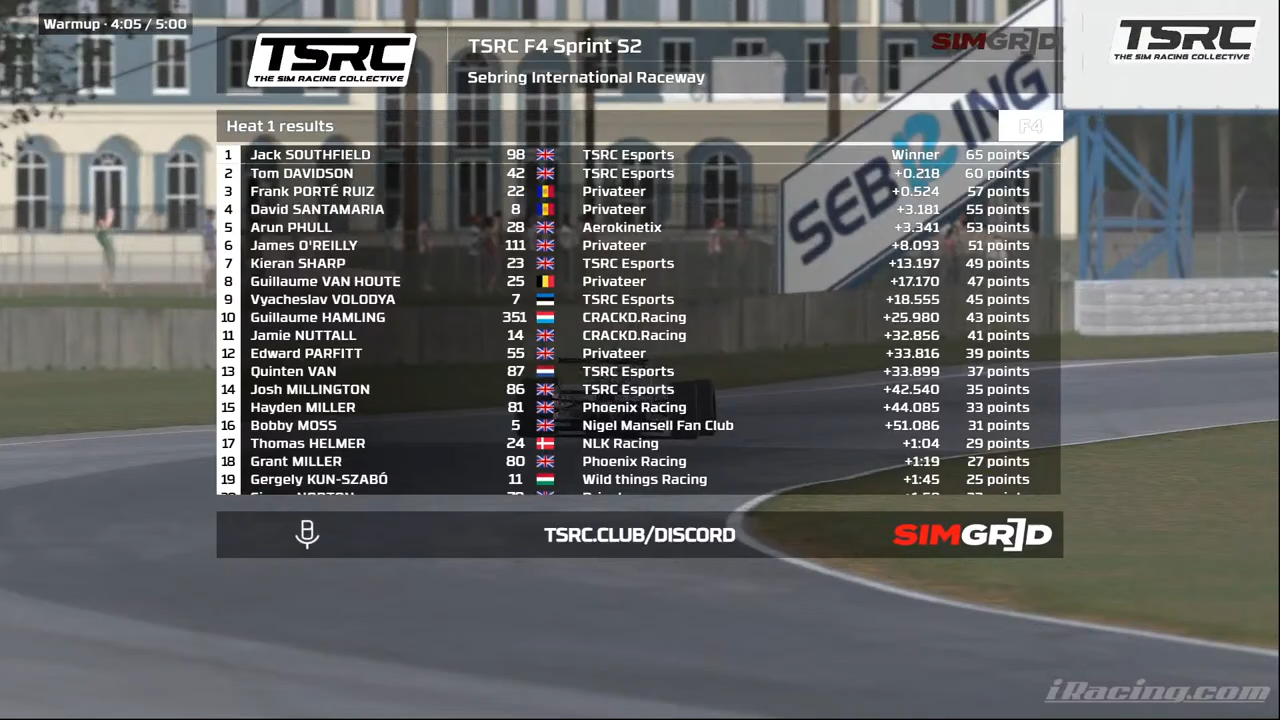 Warmup · 4:05 / 5:00
TSRC
THE SIM RACING COLLECTIVE
TSRC F4 Sprint S2
Sebring International Raceway
SIMGRID
TSRC
THE SIM RACING COLLECTIVE
SEBRING
Heat 1 results F4
1 Jack SOUTHFIELD 98 TSRC Esports Winner 65 points
2 Tom DAVIDSON 42 TSRC Esports +0.218 60 points
3 Frank PORTÉ RUIZ 22 Privateer +0.524 57 points
4 David SANTAMARIA 8 Privateer +3.181 55 points
5 Arun PHULL 28 Aerokinetix +3.341 53 points
6 James O'REILLY 111 Privateer +8.093 51 points
7 Kieran SHARP 23 TSRC Esports +13.197 49 points
8 Guillaume VAN HOUTE 25 Privateer +17.170 47 points
9 Vyacheslav VOLODYA 7 TSRC Esports +18.555 45 points
10 Guillaume HAMLING 351 CRACKD.Racing +25.980 43 points
11 Jamie NUTTALL 14 CRACKD.Racing +32.856 41 points
12 Edward PARFITT 55 Privateer +33.816 39 points
13 Quinten VAN 87 TSRC Esports +33.899 37 points
14 Josh MILLINGTON 86 TSRC Esports +42.540 35 points
15 Hayden MILLER 81 Phoenix Racing +44.085 33 points
16 Bobby MOSS 5 Nigel Mansell Fan Club +51.086 31 points
17 Thomas HELMER 24 NLK Racing +1:04 29 points
18 Grant MILLER 80 Phoenix Racing +1:19 27 points
19 Gergely KUN-SZABÓ 11 Wild things Racing +1:45 25 points
TSRC.CLUB/DISCORD
SIMGRID
iRacing.com